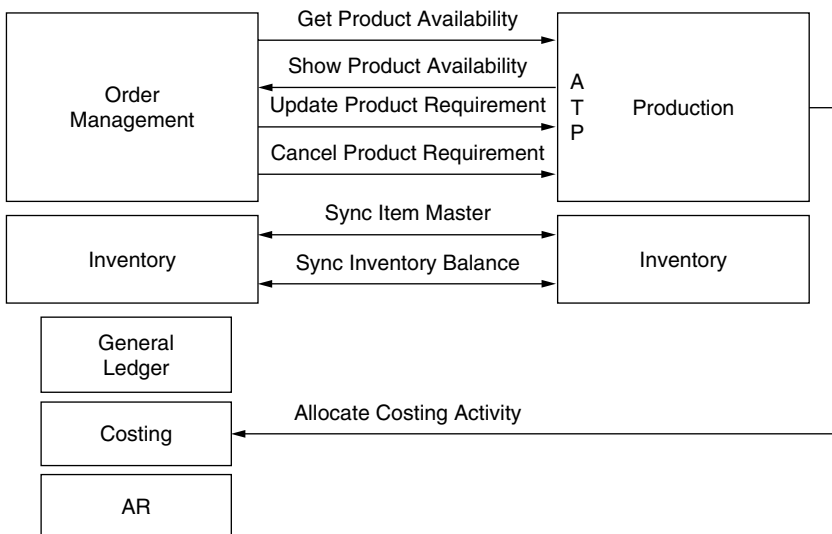 Get Product Availability
Show Product Availability
Order
Management
Update Product Requirement
Cancel Product Requirement
A
T
P
Production
Sync Item Master
Inventory
Sync Inventory Balance
Inventory
General
Ledger
Costing
Allocate Costing Activity
AR